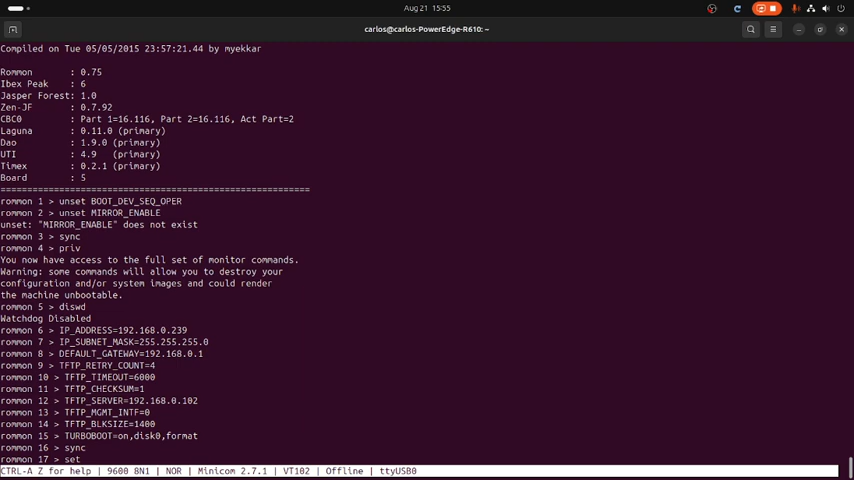 Aug 21 15:55
carlos@carlos-PowerEdge-R610: ~
Compiled on Tue 05/05/2015 23:57:21.44 by myekkar
Rommon : 0.75
Ibex Peak : 6
Jasper Forest: 1.0
Zen-JF : 0.7.92
CBC0 : Part 1=16.116, Part 2=16.116, Act Part=2
Laguna : 0.11.0 (primary)
Dao : 1.9.0 (primary)
UTI : 4.9 (primary)
Timex : 0.2.1 (primary)
Board : 5
===========================================================
rommon 1 > unset BOOT_DEV_SEQ_OPER
rommon 2 > unset MIRROR_ENABLE
unset: "MIRROR_ENABLE" does not exist
rommon 3 > sync
rommon 4 > priv
You now have access to the full set of monitor commands.
Warning: some commands will allow you to destroy your
configuration and/or system images and could render
the machine unbootable.
rommon 5 > diswd
Watchdog Disabled
rommon 6 > IP_ADDRESS=192.168.0.239
rommon 7 > IP_SUBNET_MASK=255.255.255.0
rommon 8 > DEFAULT_GATEWAY=192.168.0.1
rommon 9 > TFTP_RETRY_COUNT=4
rommon 10 > TFTP_TIMEOUT=6000
rommon 11 > TFTP_CHECKSUM=1
rommon 12 > TFTP_SERVER=192.168.0.102
rommon 13 > TFTP_MGMT_INTF=0
rommon 14 > TFTP_BLKSIZE=1400
rommon 15 > TURBOBOOT=on,disk0,format
rommon 16 > sync
rommon 17 > set
CTRL-A Z for help | 9600 8N1 | NOR | Minicom 2.7.1 | VT102 | Offline | ttyUSB0